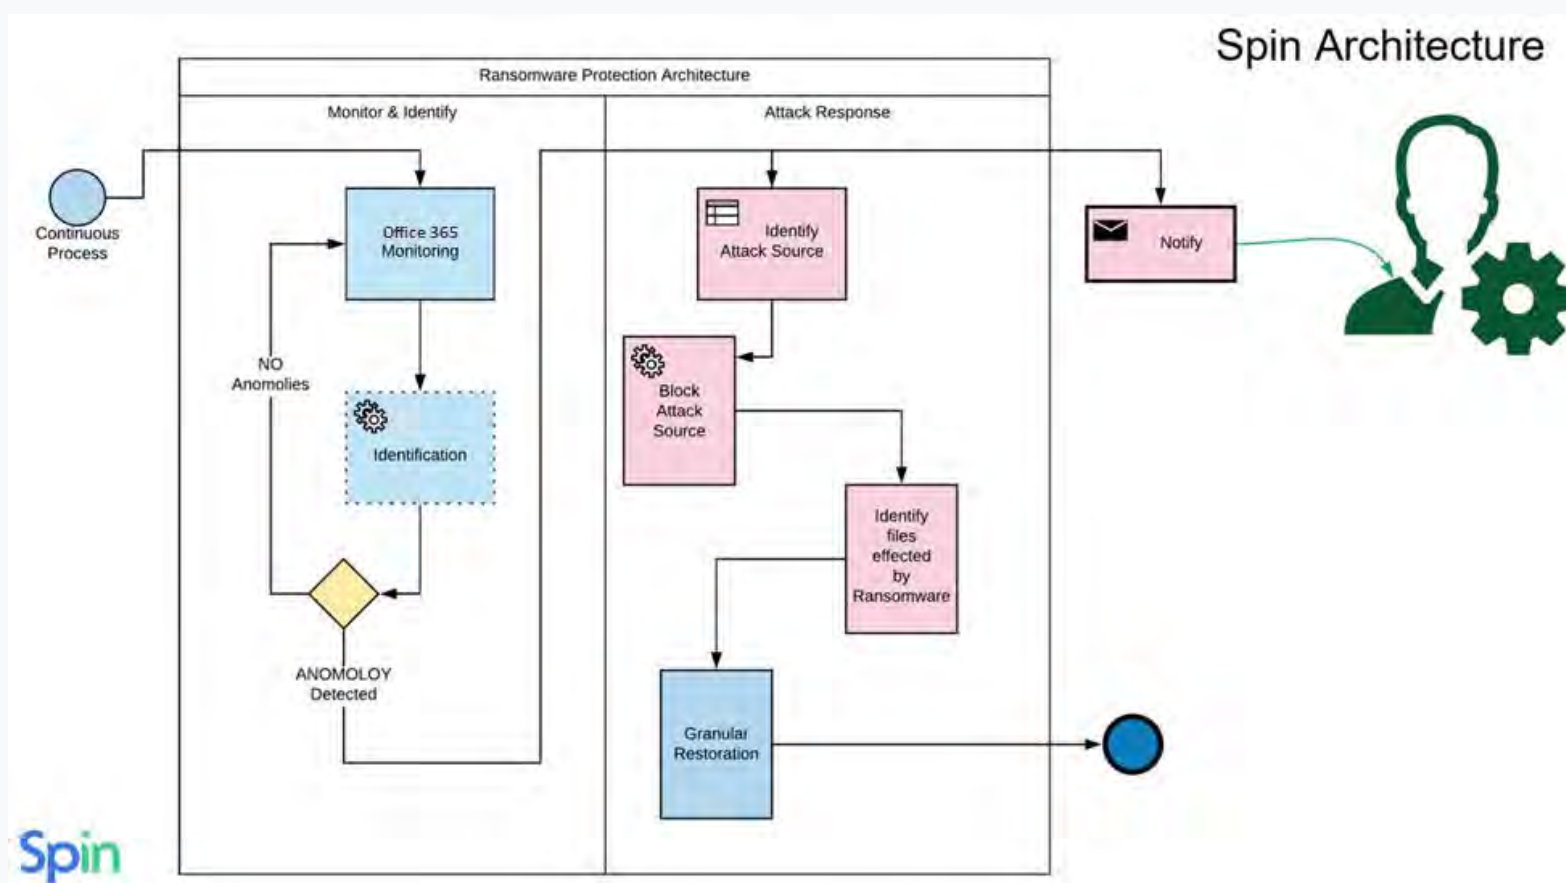 Spin Architecture
Ransomware Protection Architecture
Monitor & Identify
Attack Response
Continuous
Process
Office 365
Monitoring
Identify
Attack Source
Notify
NO
Anomolies
Block
Attack
Source
Identification
Identify
files
effected
by
Ransomware
ANOMOLOY
Detected
Granular
Restoration
Spin